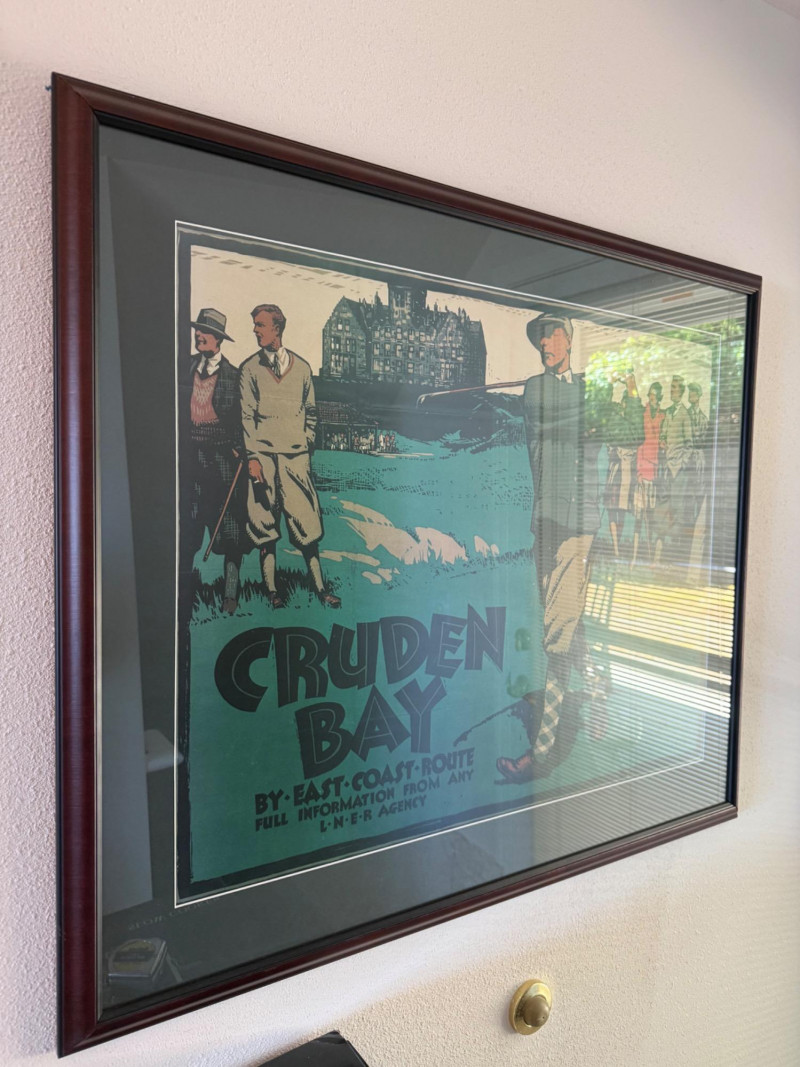 CRUDEN
BAY
BY·EAST·COAST·ROUTE
FULL INFORMATION FROM ANY
L·N·E·R AGENCY